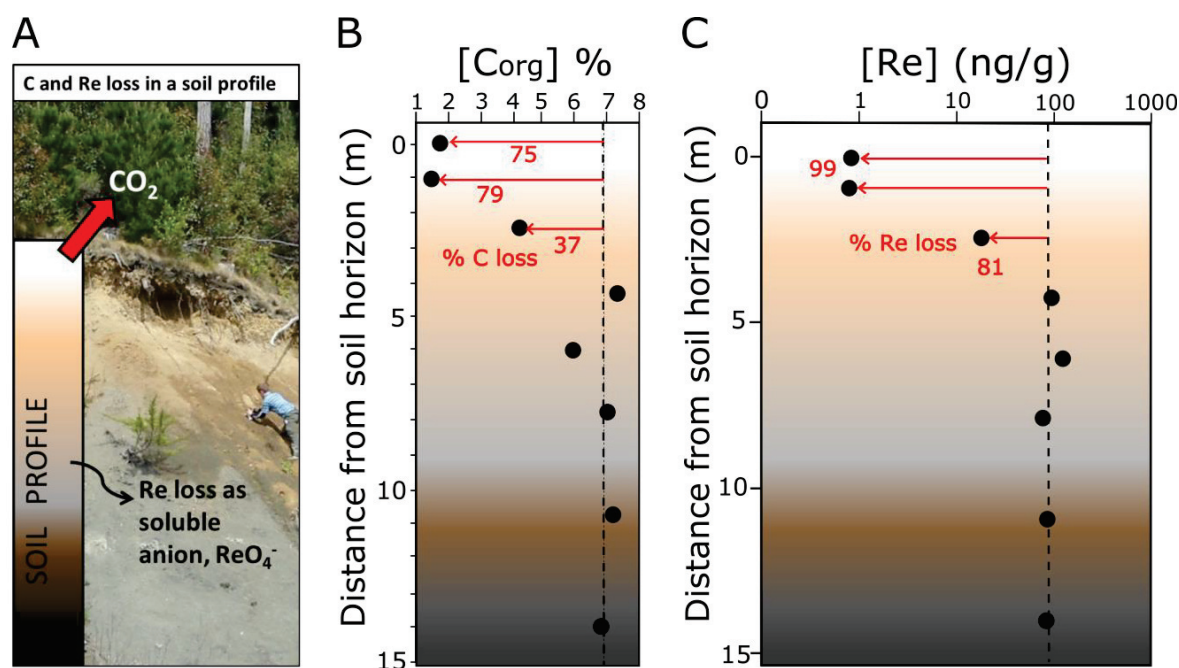 A
C and Re loss in a soil profile
CO2
SOIL PROFILE
Re loss as
soluble
anion, ReO4-
B
[Corg] %
1 2 4 5 6 7 8
0
5
10
15
Distance from soil horizon (m)
75
79
37
% C loss
C
[Re] (ng/g)
0 1 10 100 1000
0
5
10
15
Distance from soil horizon (m)
99
% Re loss
81